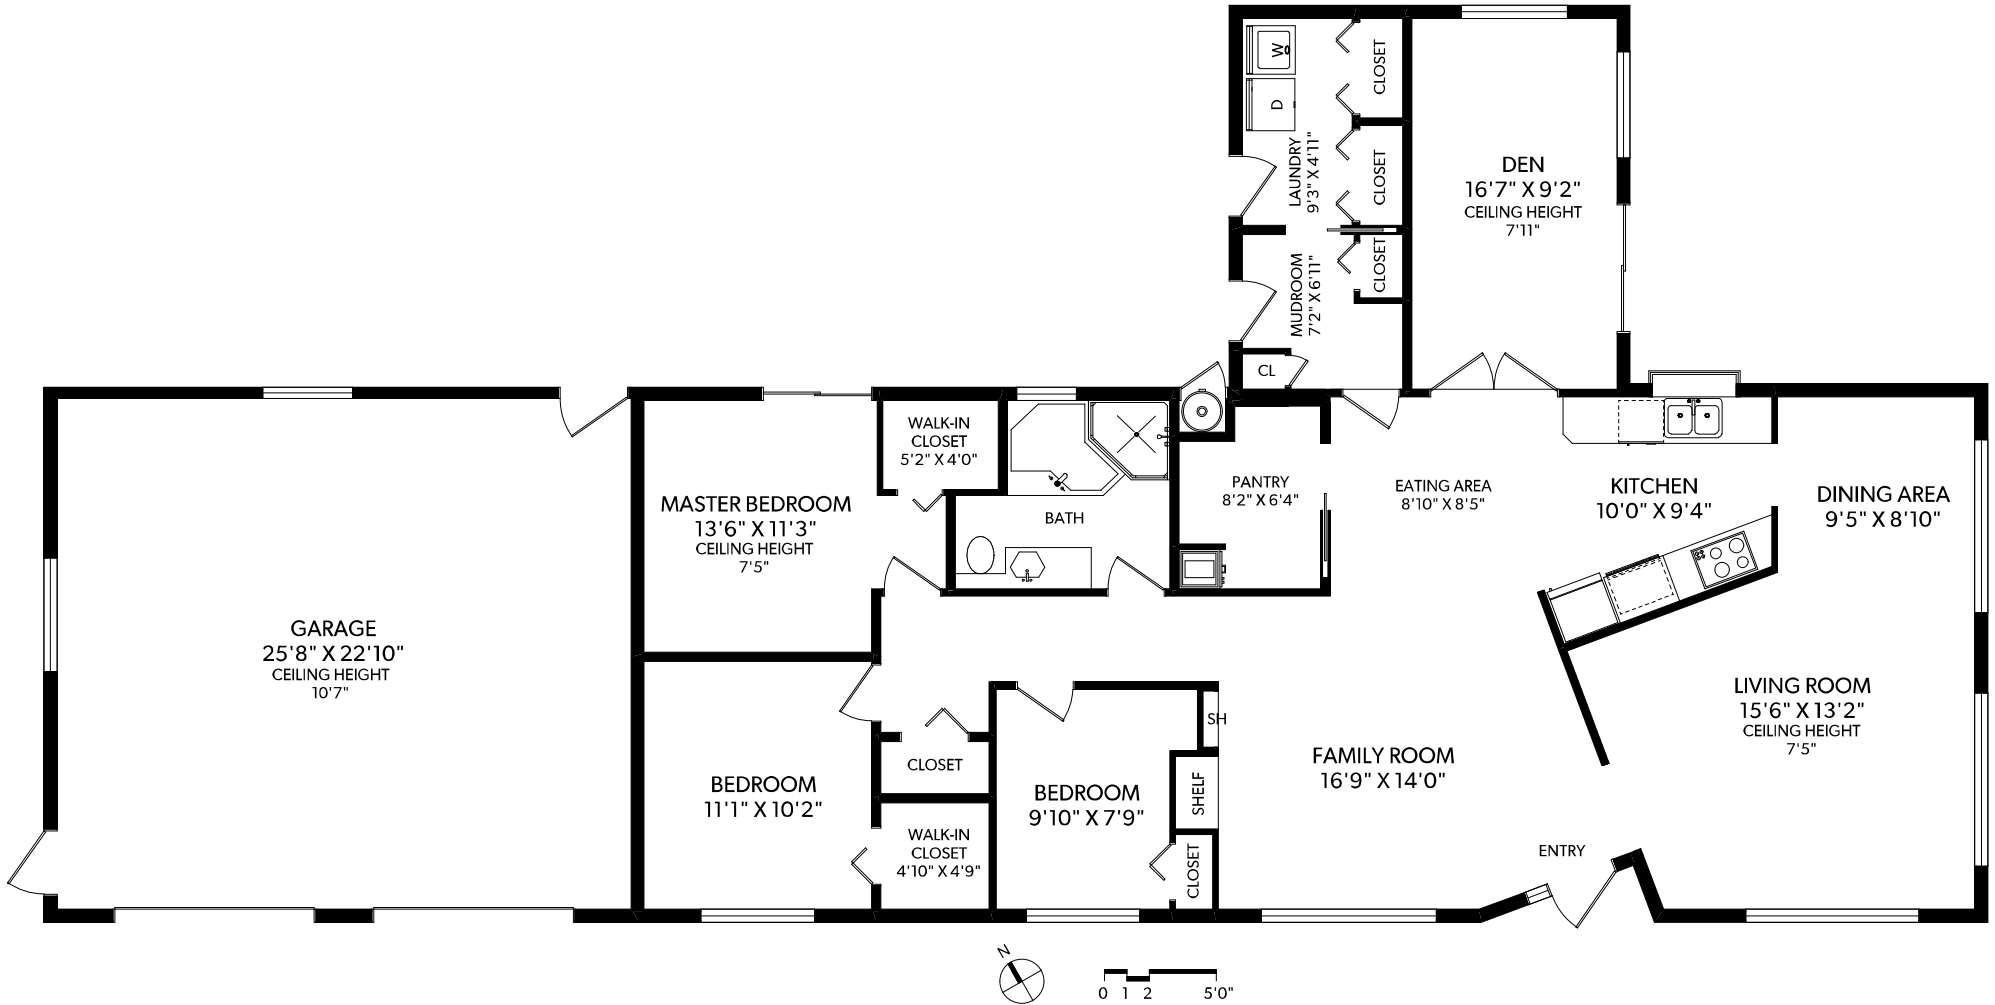 W
D
CLOSET
CLOSET
LAUNDRY
9'3" X 4'11"
CLOSET
MUDROOM
7'2" X 6'11"
CL
DEN
16'7" X 9'2"
CEILING HEIGHT
7'11"
WALK-IN
CLOSET
5'2" X 4'0"
MASTER BEDROOM
13'6" X 11'3"
CEILING HEIGHT
7'5"
BATH
PANTRY
8'2" X 6'4"
EATING AREA
8'10" X 8'5"
KITCHEN
10'0" X 9'4"
DINING AREA
9'5" X 8'10"
GARAGE
25'8" X 22'10"
CEILING HEIGHT
10'7"
LIVING ROOM
15'6" X 13'2"
CEILING HEIGHT
7'5"
SH
FAMILY ROOM
16'9" X 14'0"
CLOSET
BEDROOM
11'1" X 10'2"
BEDROOM
9'10" X 7'9"
SHELF
WALK-IN
CLOSET
4'10" X 4'9"
CLOSET
ENTRY
N
0 1 2 5'0"